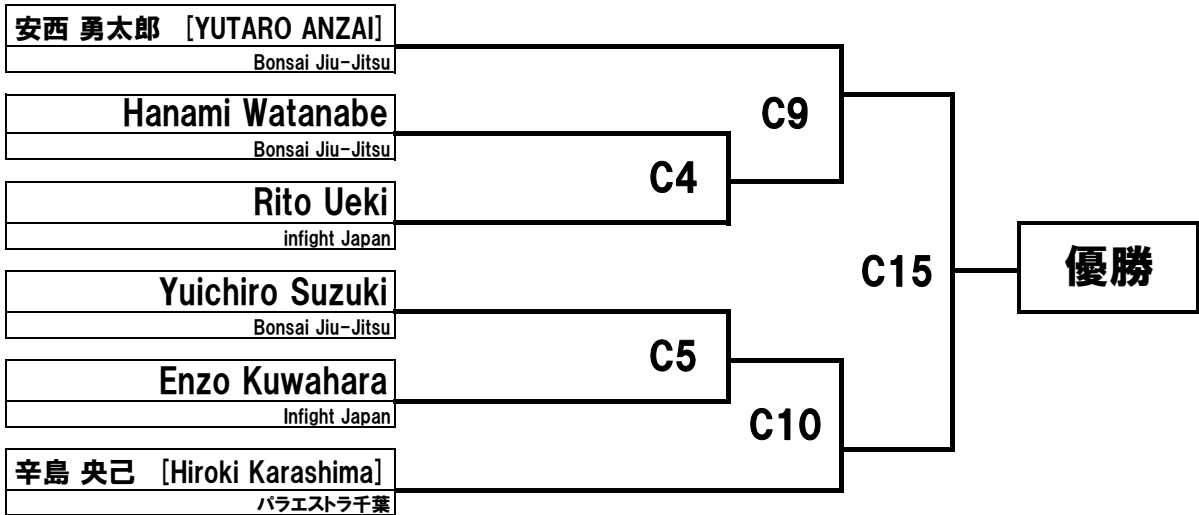 安西 勇太郎 [YUTARO ANZAI]
Bonsai Jiu-Jitsu
Hanami Watanabe
Bonsai Jiu-Jitsu
Rito Ueki
infight Japan
Yuichiro Suzuki
Bonsai Jiu-Jitsu
Enzo Kuwahara
Infight Japan
辛島 央己 [Hiroki Karashima]
パラエストラ千葉
C4
C5
C9
C10
C15
優勝